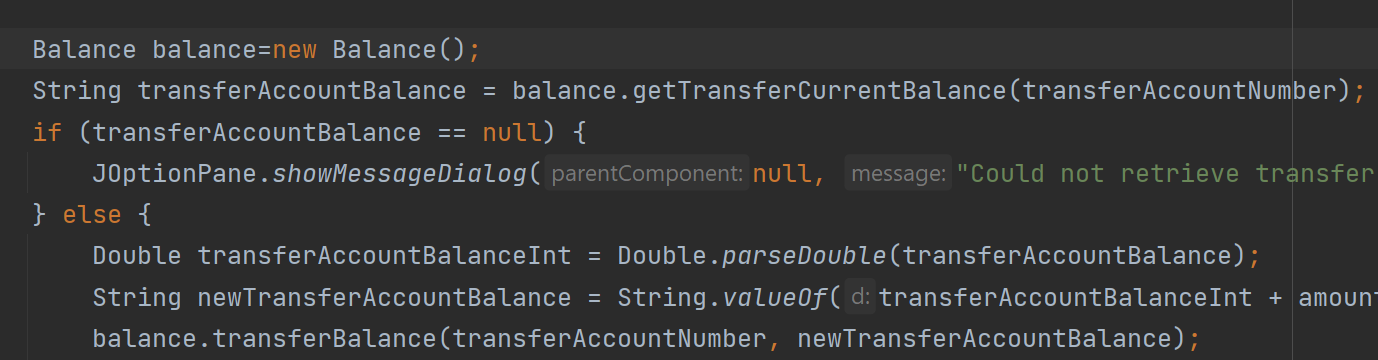 Balance balance=new Balance();
String transferAccountBalance = balance.getTransferCurrentBalance(transferAccountNumber);
if (transferAccountBalance == null) {
JOptionPane.showMessageDialog( parentComponent: null, message: "Could not retrieve transfer
} else {
Double transferAccountBalanceInt = Double.parseDouble(transferAccountBalance);
String newTransferAccountBalance = String.valueOf( d: transferAccountBalanceInt + amount
balance.transferBalance(transferAccountNumber, newTransferAccountBalance);